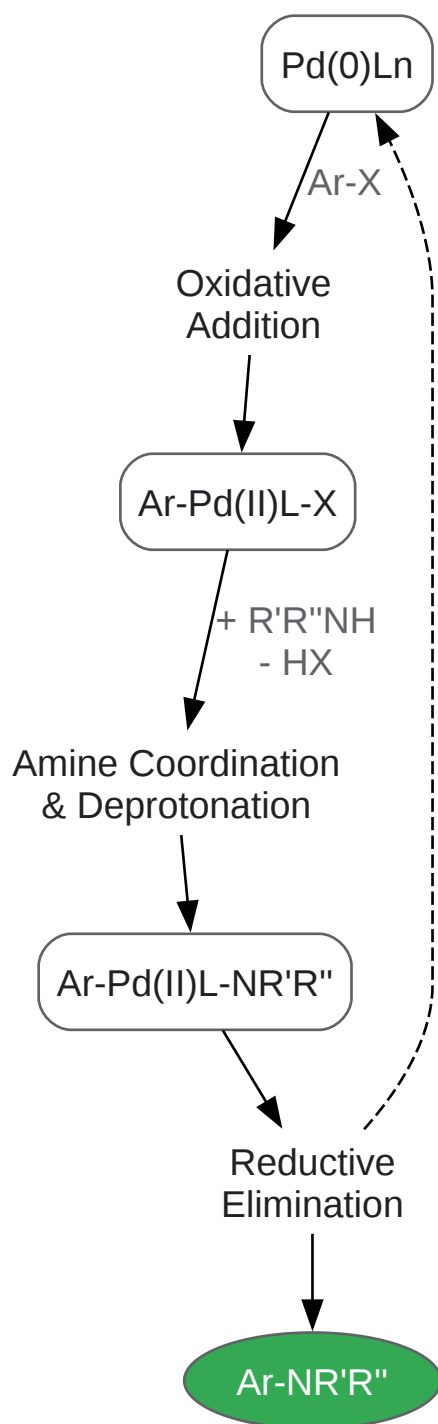 Pd(0)Ln
Ar-X
Oxidative
Addition
Ar-Pd(II)L-X
+ R'R"NH
- HX
Amine Coordination
& Deprotonation
Ar-Pd(II)L-NR'R"
Reductive
Elimination
Ar-NR'R"